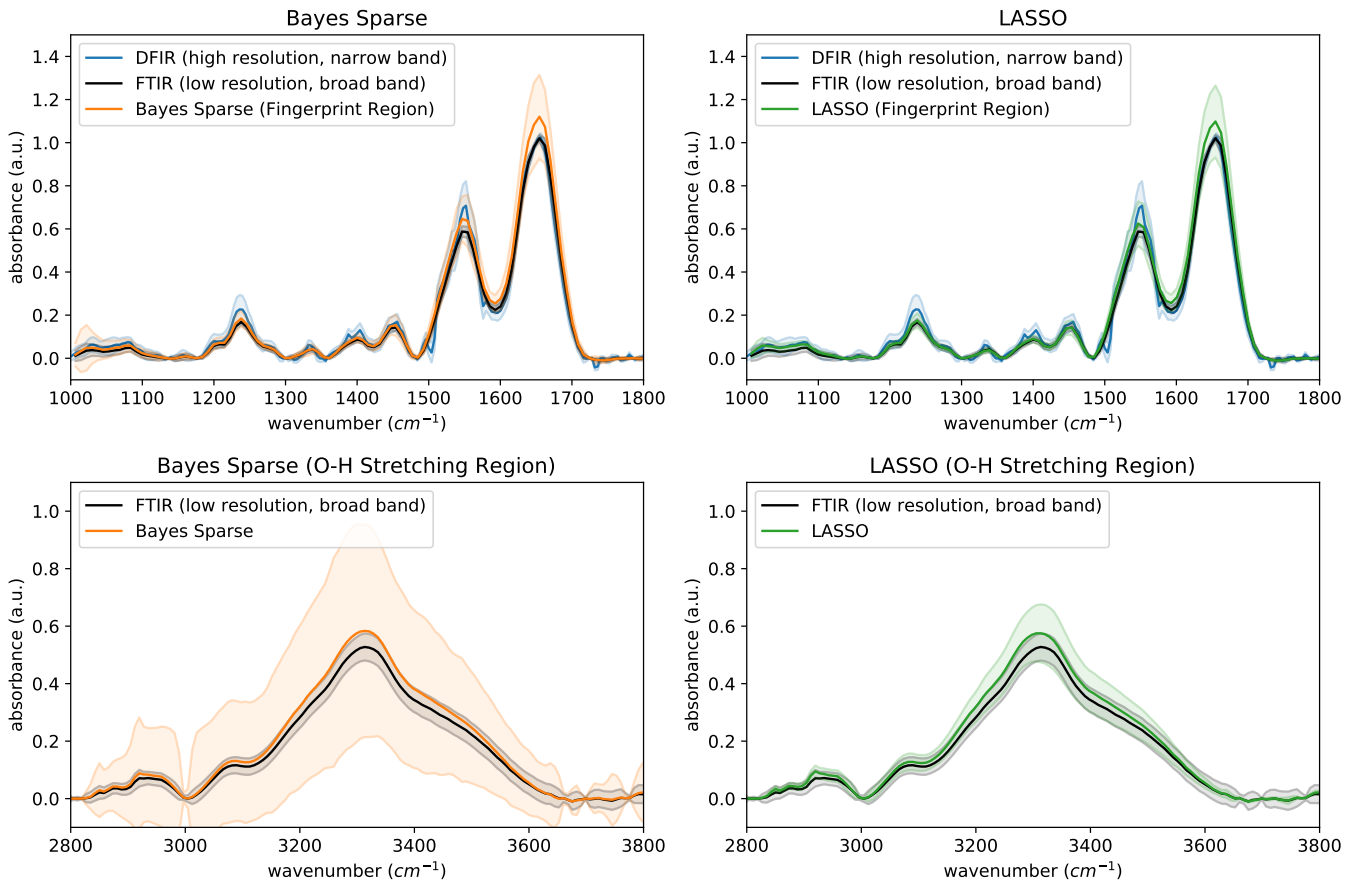 Bayes Sparse
1.4
1.2
1.0
0.8
0.6
0.4
0.2
0.0
absorbance (a.u.)
DFIR (high resolution, narrow band)
FTIR (low resolution, broad band)
Bayes Sparse (Fingerprint Region)
1000 1100 1200 1300 1400 1500 1600 1700 1800
wavenumber (cm⁻¹)
LASSO
1.4
1.2
1.0
0.8
0.6
0.4
0.2
0.0
absorbance (a.u.)
DFIR (high resolution, narrow band)
FTIR (low resolution, broad band)
LASSO (Fingerprint Region)
1000 1100 1200 1300 1400 1500 1600 1700 1800
wavenumber (cm⁻¹)
Bayes Sparse (O-H Stretching Region)
1.0
0.8
0.6
0.4
0.2
0.0
absorbance (a.u.)
FTIR (low resolution, broad band)
Bayes Sparse
2800 3000 3200 3400 3600 3800
wavenumber (cm⁻¹)
LASSO (O-H Stretching Region)
1.0
0.8
0.6
0.4
0.2
0.0
absorbance (a.u.)
FTIR (low resolution, broad band)
LASSO
2800 3000 3200 3400 3600 3800
wavenumber (cm⁻¹)